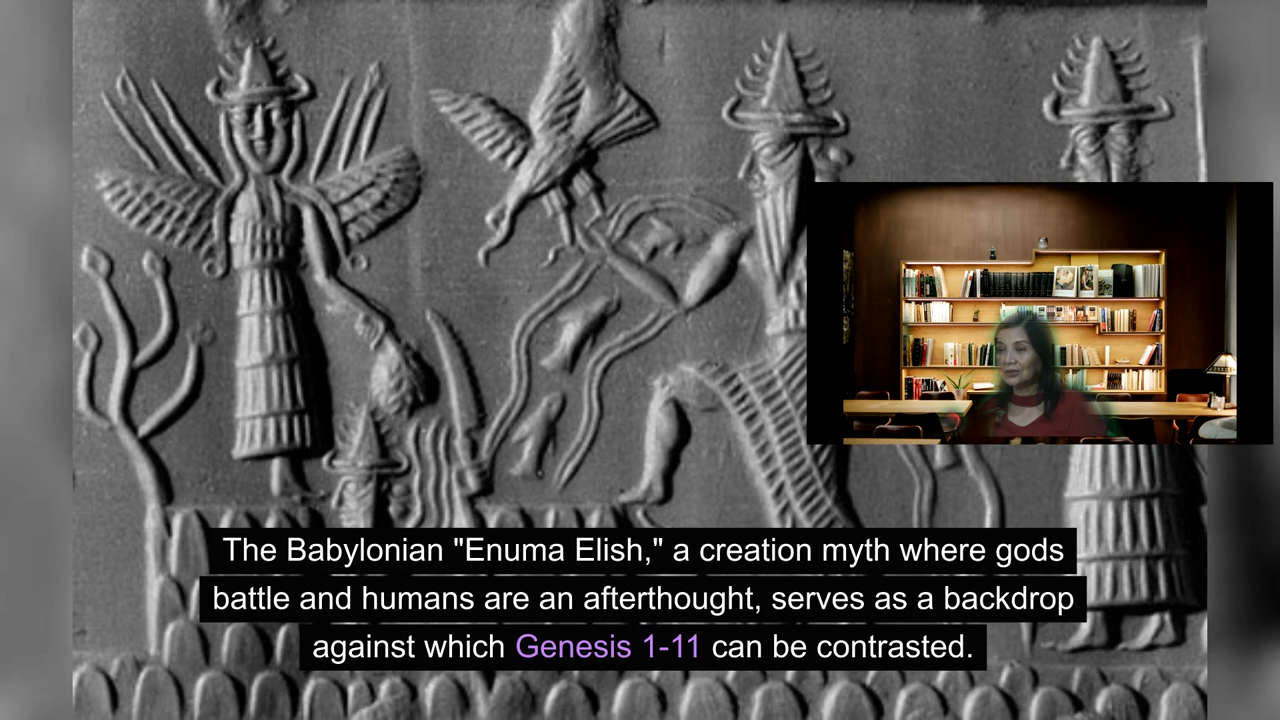 The Babylonian "Enuma Elish," a creation myth where gods
battle and humans are an afterthought, serves as a backdrop
against which Genesis 1-11 can be contrasted.